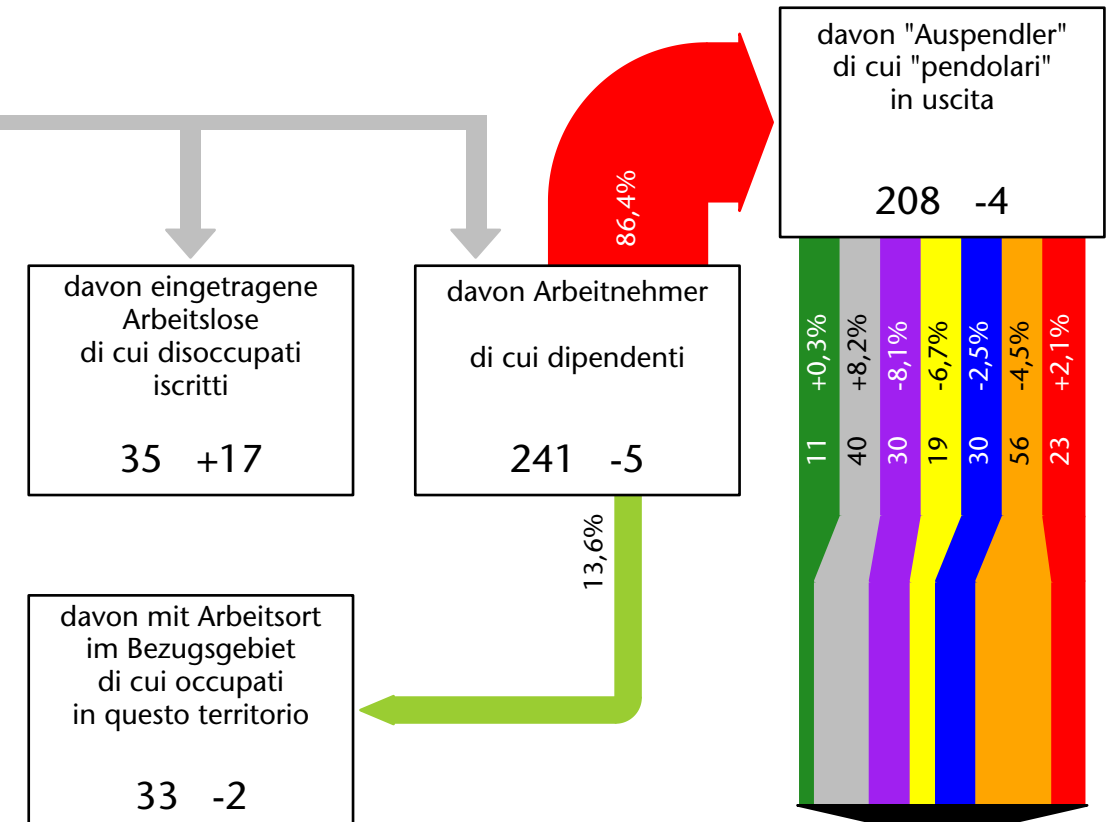 davon "Auspendler"
di cui "pendolari"
in uscita
208 -4
86,4%
davon eingetragene
Arbeitslose
di cui disoccupati
iscritti
35 +17
davon Arbeitnehmer
di cui dipendenti
241 -5
11 +0,3%
40 +8,2%
30 -8,1%
19 -6,7%
30 -2,5%
56 -4,5%
23 +2,1%
13,6%
davon mit Arbeitsort
im Bezugsgebiet
di cui occupati
in questo territorio
33 -2